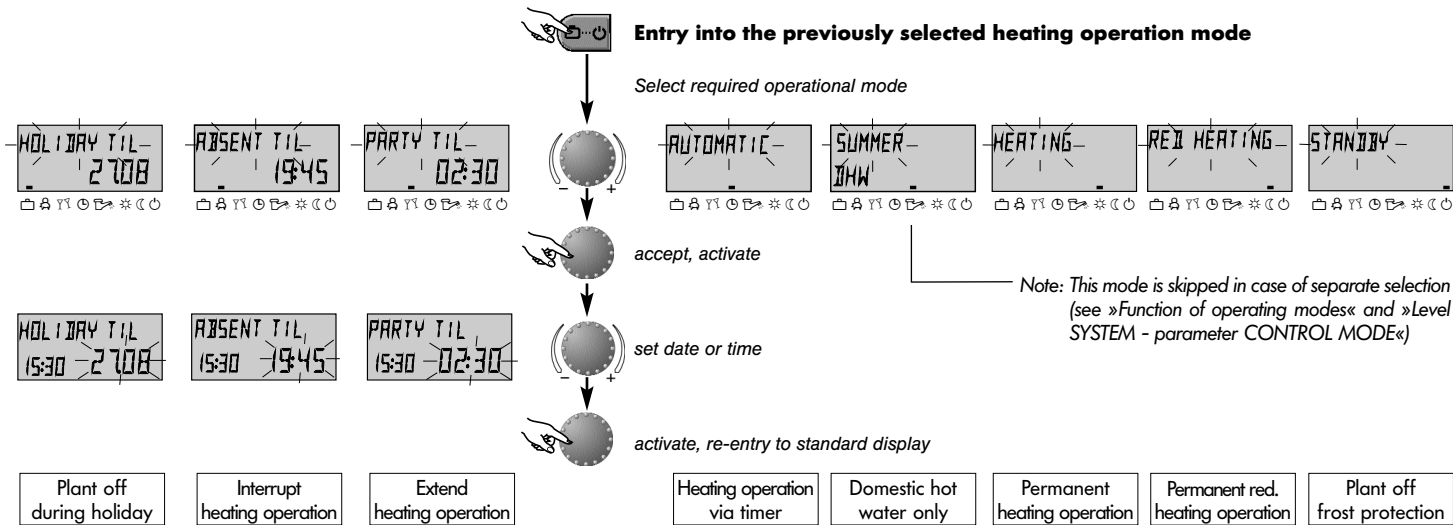 Entry into the previously selected heating operation mode
Select required operational mode
HOLIDAY TIL
27.08
ABSENT TIL
19:45
PARTY TIL
02:30
- +
AUTOMATIC
SUMMER
DHW
HEATING
RED HEATING
STANDBY
accept, activate
Note: This mode is skipped in case of separate selection
(see »Function of operating modes« and »Level
SYSTEM - parameter CONTROL MODE«)
HOLIDAY TIL
15:30 27.08
ABSENT TIL
15:30 19:45
PARTY TIL
15:30 02:30
set date or time
- +
activate, re-entry to standard display
Plant off
during holiday
Interrupt
heating operation
Extend
heating operation
Heating operation
via timer
Domestic hot
water only
Permanent
heating operation
Permanent red.
heating operation
Plant off
frost protection